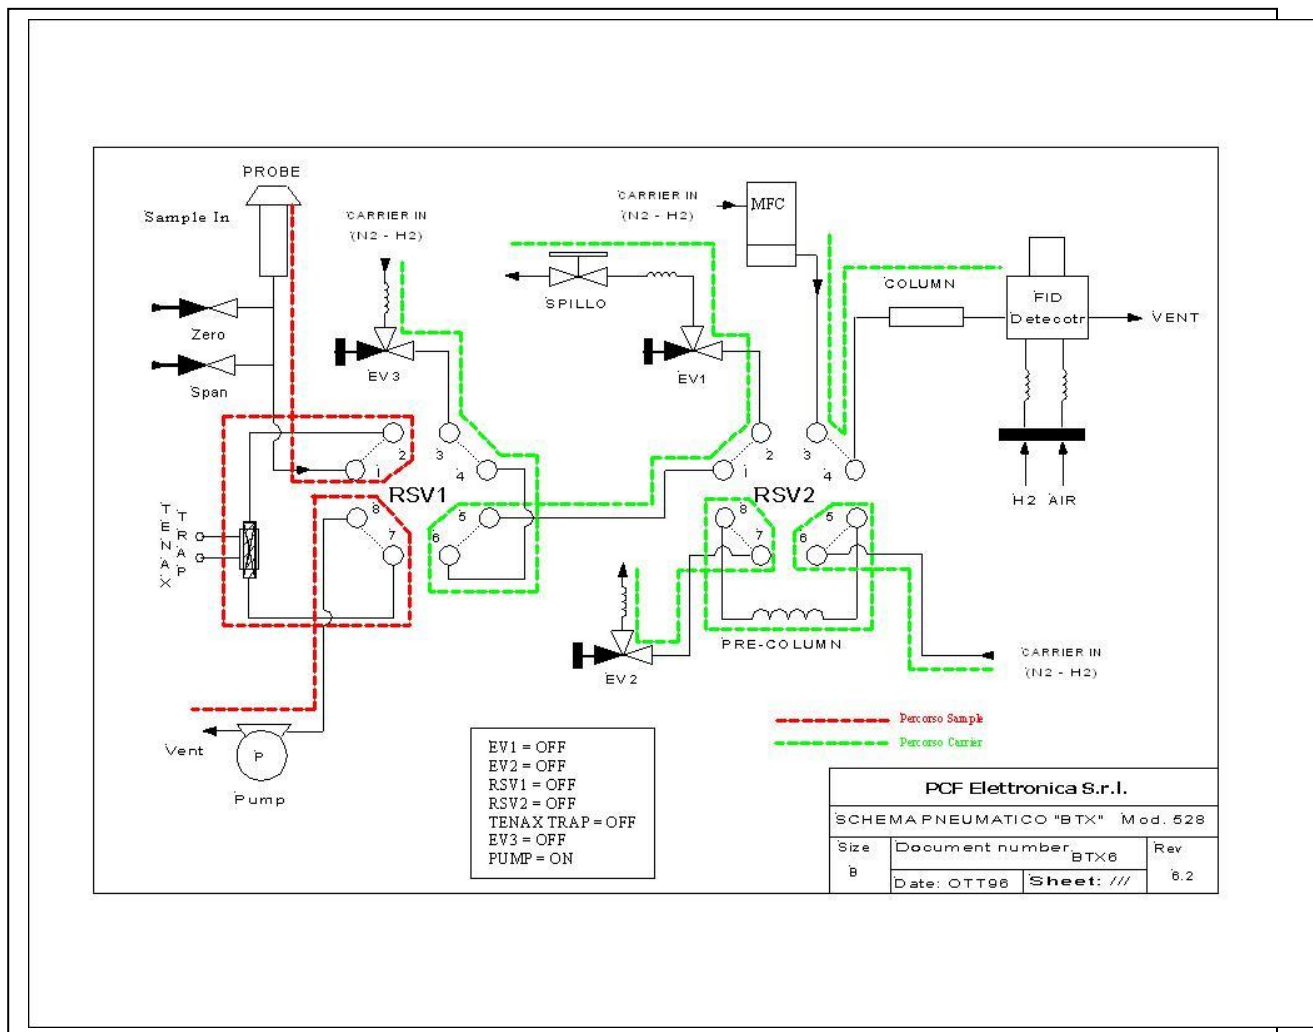 PROBE
Sample In
CARRIER IN
(N2 - H2)
CARRIER IN
(N2 - H2)
MFC
COLUMN
FID
Detecotr
VENT
SPILLO
Zero
Span
EV3
EV1
H2 AIR
2
3
1
4
RSV1
8
5
7
6
2
3
1
4
RSV2
8
5
7
6
TENAX
TRAP
PRE-COLUMN
EV2
CARRIER IN
(N2 - H2)
Vent
P
Pump
Percorso Sample
Percorso Carrier
EV1 = OFF
EV2 = OFF
RSV1 = OFF
RSV2 = OFF
TENAX TRAP = OFF
EV3 = OFF
PUMP = ON
PCF Elettronica S.r.l.
SCHEMA PNEUMATICO "BTX" Mod. 528
Size
B
Document number
BTX6
Rev
6.2
Date: OTT96
Sheet: ///